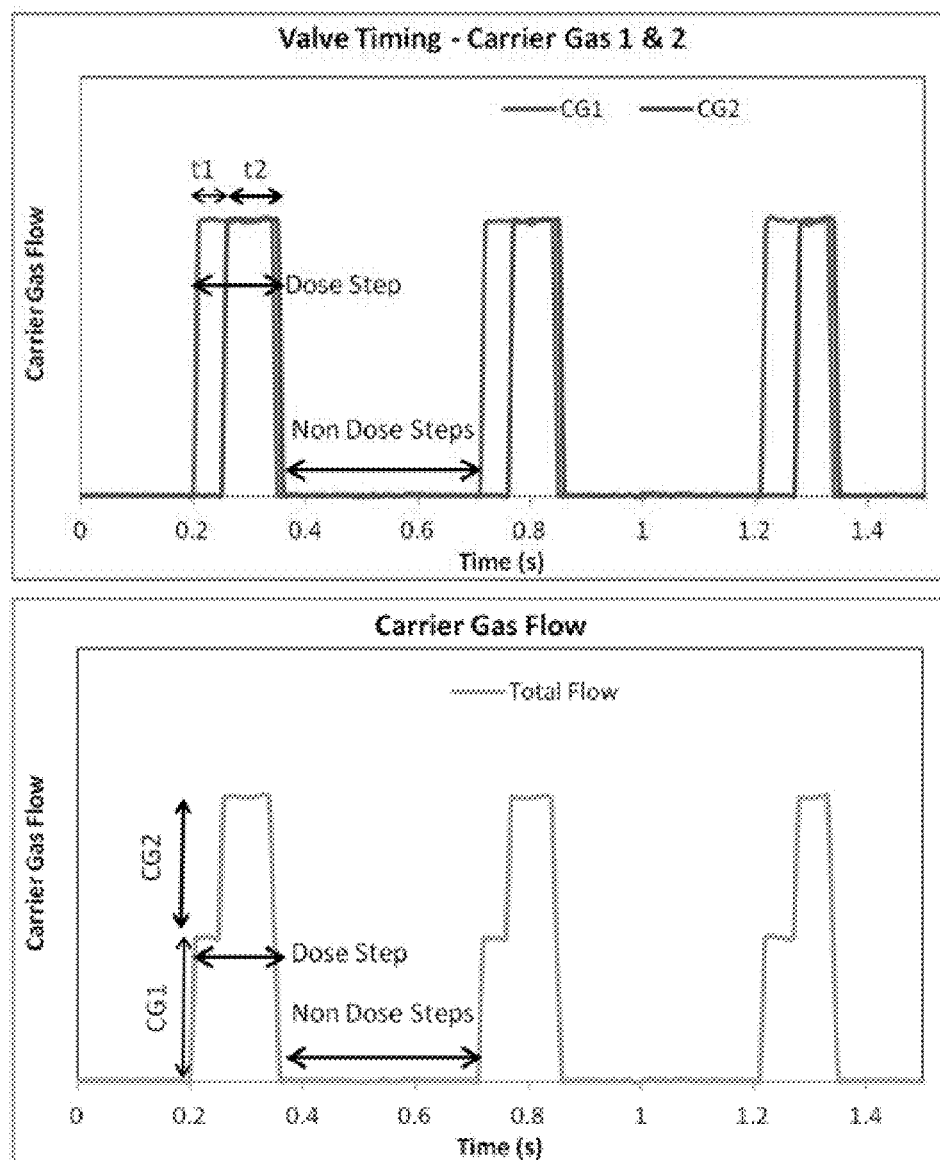 Valve Timing - Carrier Gas 1 & 2
CG1 CG2
t1 t2
Carrier Gas Flow
Dose Step
Non Dose Steps
0 0.2 0.4 0.6 0.8 1 1.2 1.4
Time (s)
Carrier Gas Flow
Total Flow
Carrier Gas Flow
CG2
CG1
Dose Step
Non Dose Steps
0 0.2 0.4 0.6 0.8 1 1.2 1.4
Time (s)